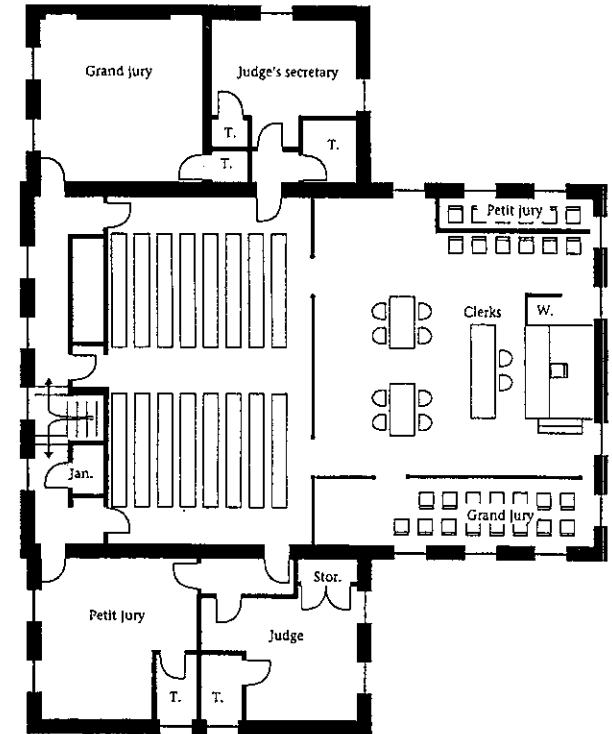 Grand jury
Judge's secretary
T.
T.
T.
Petit jury
Clerks
W.
Jan.
Grand jury
Stor.
Petit jury
Judge
T.
T.